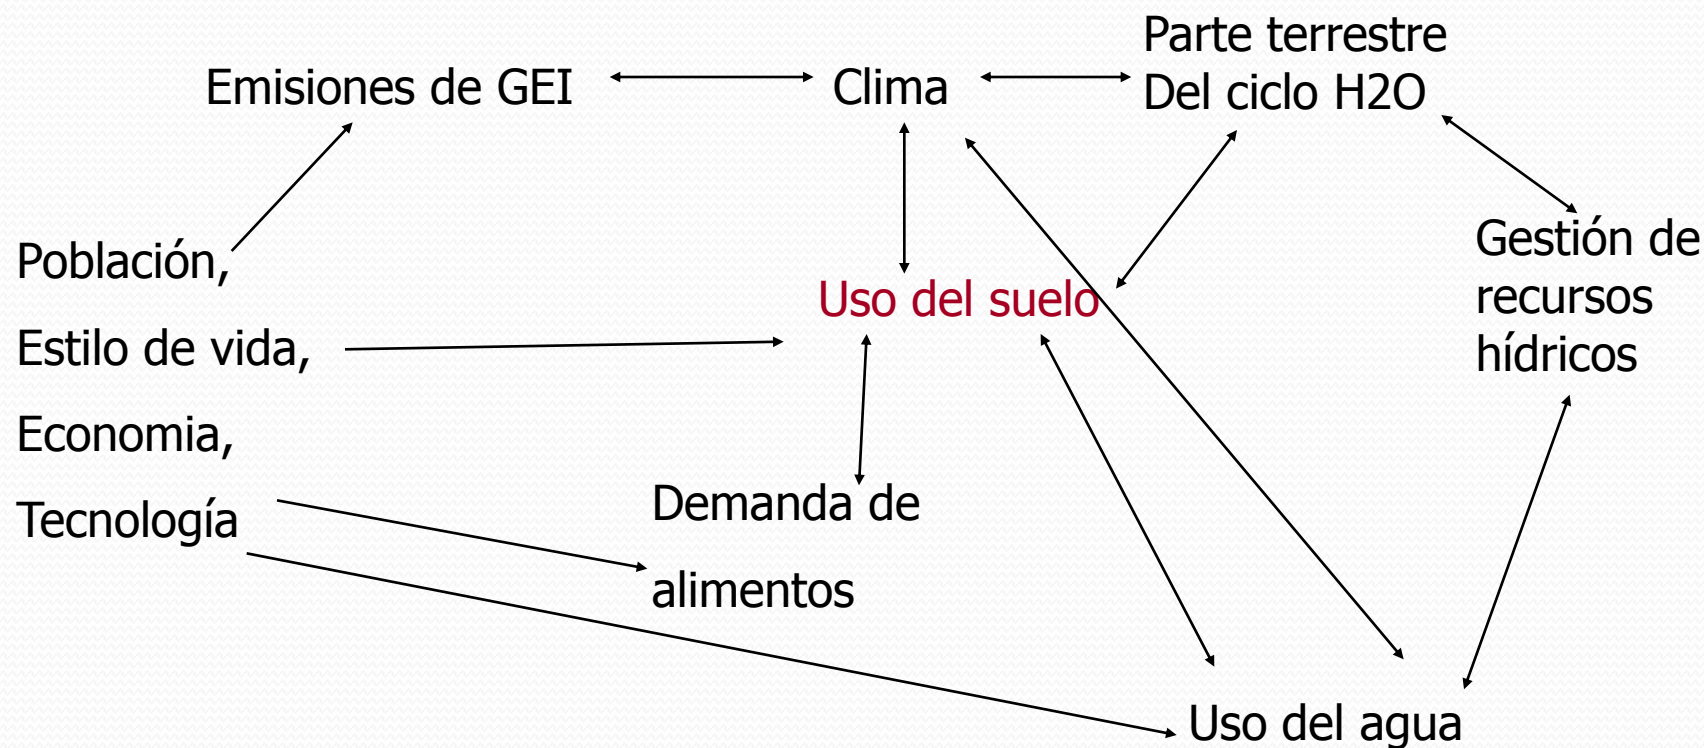 Parte terrestre
Emisiones de GEI
Clima
Del ciclo H2O
Población,
Gestión de
recursos
hídricos
Uso del suelo
Estilo de vida,
Economia,
Tecnología
Demanda de
alimentos
Uso del agua